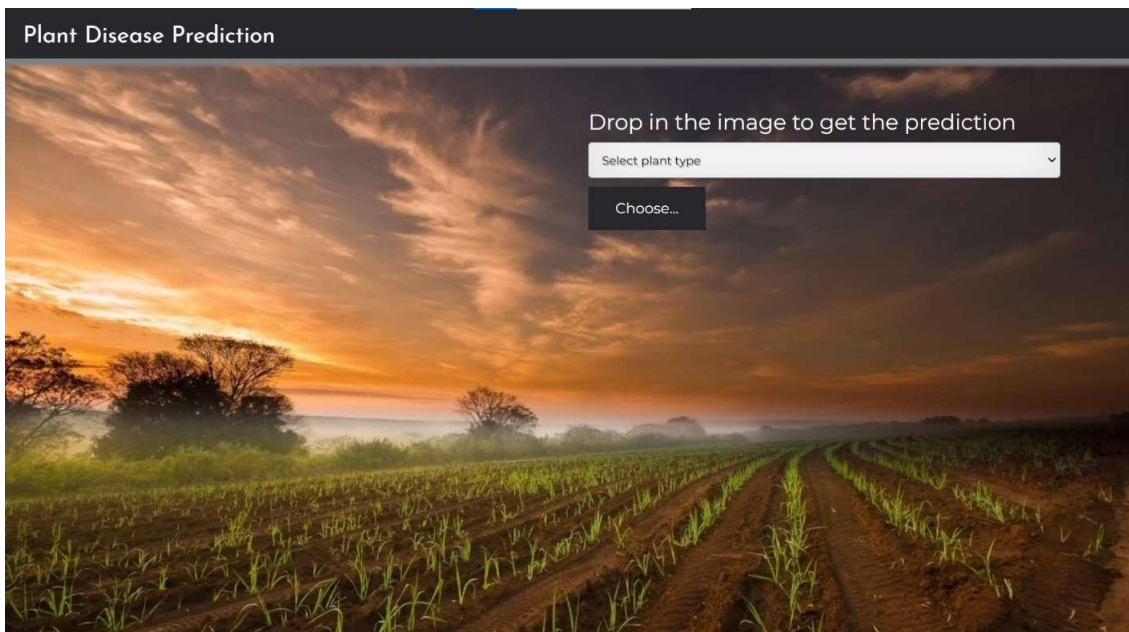 Plant Disease Prediction
Drop in the image to get the prediction
Select plant type
Choose...